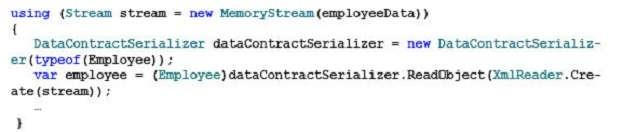 using (Stream stream = new MemoryStream(employeeData))
{
DataContractSerializer dataContractSerializer = new DataContractSerializ-
er(typeof(Employee));
var employee = (Employee)dataContractSerializer.ReadObject(XmlReader.Cre-
ate(stream));
…
}